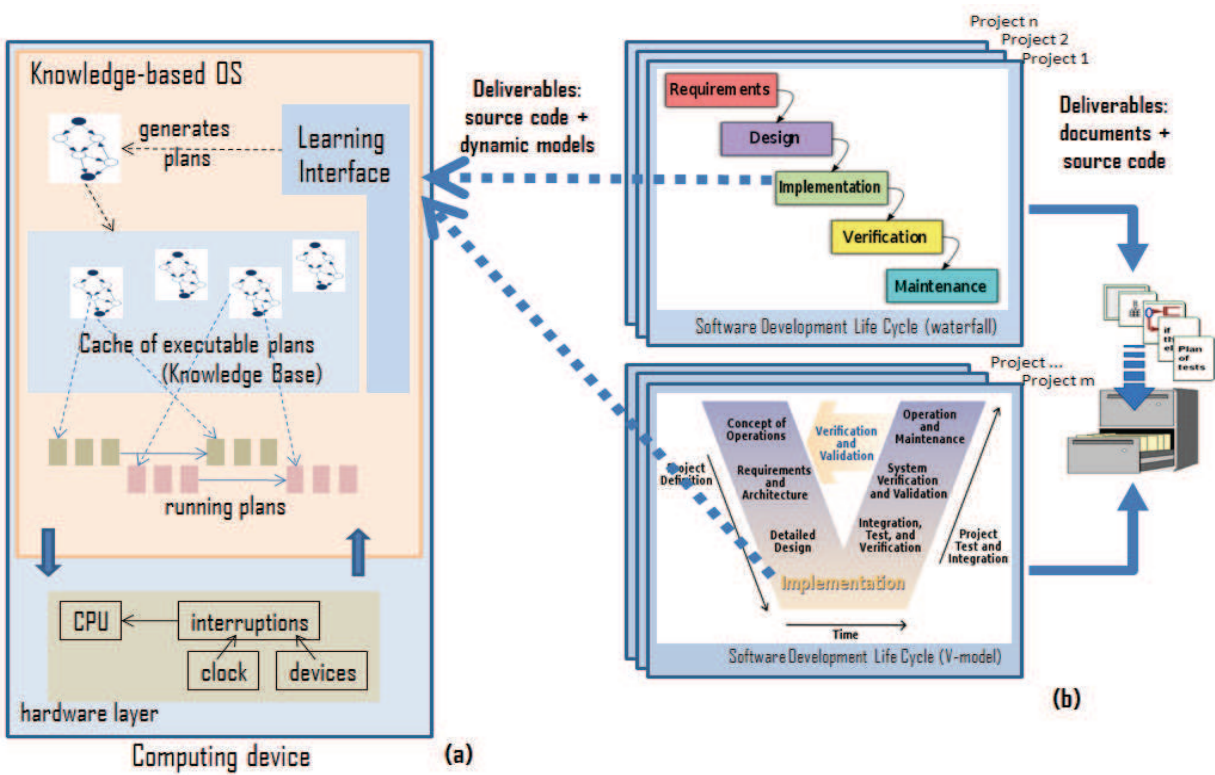 Knowledge-based OS
generates
plans
Learning
Interface
Cache of executable plans
(Knowledge Base)
running plans
CPU
interruptions
clock
devices
hardware layer
Computing device
(a)
Deliverables:
source code +
dynamic models
Project n
Project 2
Project 1
Requirements
Design
Implementation
Verification
Maintenance
Software Development Life Cycle (waterfall)
Deliverables:
documents +
source code
if
th
el
Plan
of
tests
Project ...
Project m
Concept of
Operations
Verification
and
Validation
Operation
and
Maintenance
Project
Definition
Requirements
and
Architecture
System
Verification
and Validation
Detailed
Design
Integration,
Test, and
Verification
Project
Test and
Integration
Implementation
Time
Software Development Life Cycle (V-model)
(b)